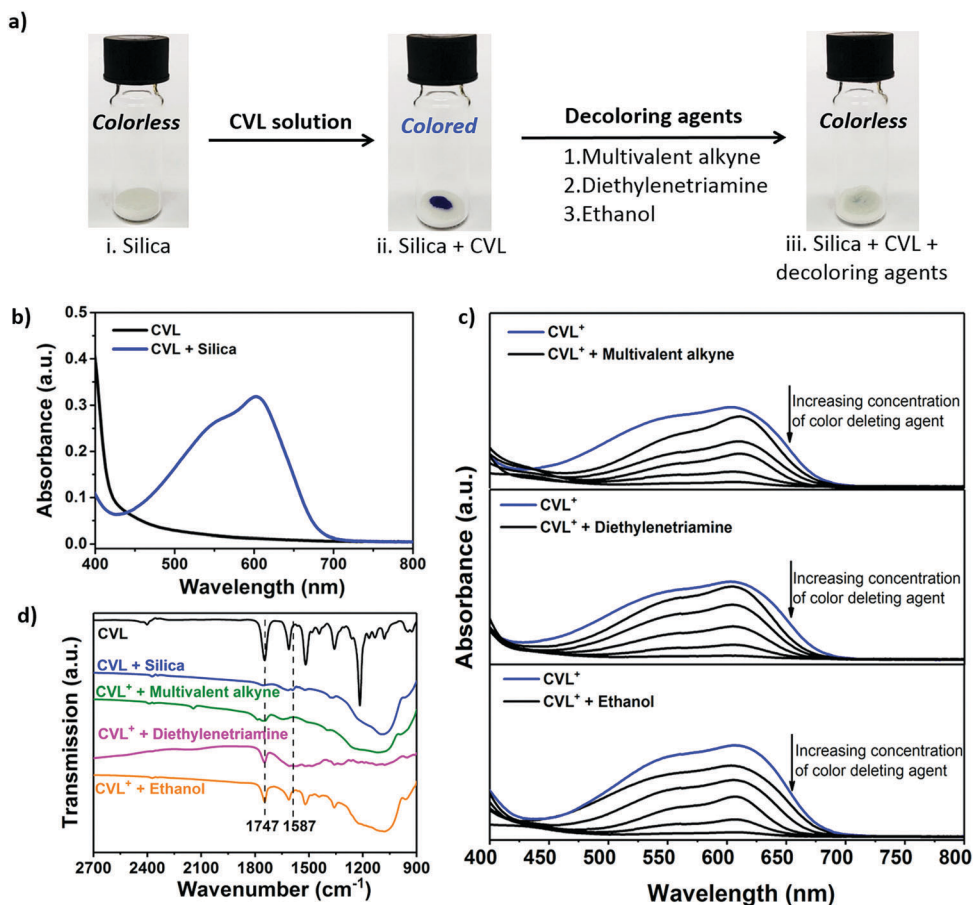 a)
Colorless
CVL solution
Colored
Decoloring agents
1.Multivalent alkyne
2.Diethylenetriamine
3.Ethanol
Colorless
i. Silica
ii. Silica + CVL
iii. Silica + CVL +
decoloring agents
b)
0.5
0.4
0.3
0.2
0.1
0.0
Absorbance (a.u.)
CVL
CVL + Silica
400
500
600
700
800
Wavelength (nm)
c)
CVL⁺
CVL⁺ + Multivalent alkyne
Increasing concentration
of color deleting agent
CVL⁺
CVL⁺ + Diethylenetriamine
Increasing concentration
of color deleting agent
CVL⁺
CVL⁺ + Ethanol
Increasing concentration
of color deleting agent
Absorbance (a.u.)
400
450
500
550
600
650
700
750
800
Wavelength (nm)
d)
CVL
CVL + Silica
CVL⁺ + Multivalent alkyne
CVL⁺ + Diethylenetriamine
CVL⁺ + Ethanol
1747
1587
Transmission (a.u.)
2700
2400
2100
1800
1500
1200
900
Wavenumber (cm⁻¹)